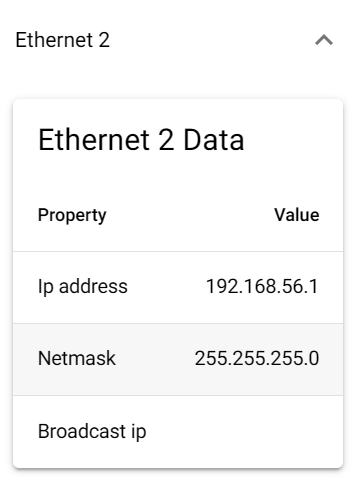 Ethernet 2
Ethernet 2 Data
Property Value
Ip address 192.168.56.1
Netmask 255.255.255.0
Broadcast ip